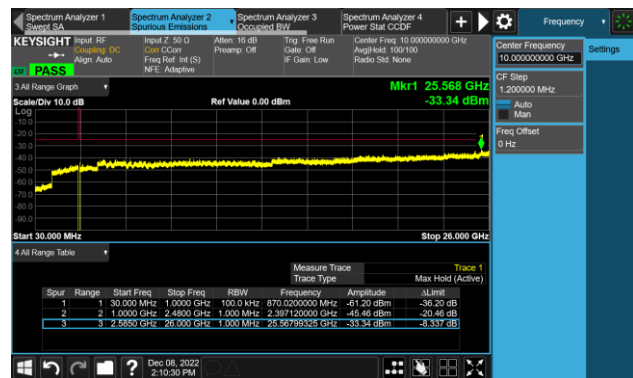 Spectrum Analyzer 1
Swept SA
Spectrum Analyzer 2
Spurious Emissions
Spectrum Analyzer 3
Occupied BW
Spectrum Analyzer 4
Power Stat CCDF
Frequency
KEYSIGHT
Input: RF
Coupling: DC
Align: Auto
Input Z: 50 Ω
Corr CCorr
Freq Ref: Int (S)
NFE: Adaptive
Atten: 16 dB
Preamp: Off
Trig: Free Run
Gate: Off
IF Gain: Low
Center Freq: 10.000000000 GHz
Avg|Hold: 100/100
Radio Std: None
PASS
Center Frequency
10.000000000 GHz
Settings
CF Step
1.200000 MHz
Auto
Man
Freq Offset
0 Hz
3 All Range Graph
Mkr1 25.568 GHz
-33.34 dBm
Scale/Div 10.0 dB
Ref Value 0.00 dBm
Log
-10.0
-20.0
-30.0
-40.0
-50.0
-60.0
-70.0
-80.0
-90.0
1
Start 30.000 MHz
Stop 26.000 GHz
4 All Range Table
Measure Trace Trace 1
Trace Type Max Hold (Active)
Spur Range Start Freq Stop Freq RBW Frequency Amplitude ΔLimit
1 1 30.000 MHz 1.0000 GHz 100.0 kHz 870.0200000 MHz -61.20 dBm -36.20 dB
2 2 1.0000 GHz 2.4800 GHz 1.000 MHz 2.397120000 GHz -45.46 dBm -20.46 dB
3 3 2.5850 GHz 26.000 GHz 1.000 MHz 25.56799325 GHz -33.34 dBm -8.337 dB
?
Dec 08, 2022
2:10:30 PM